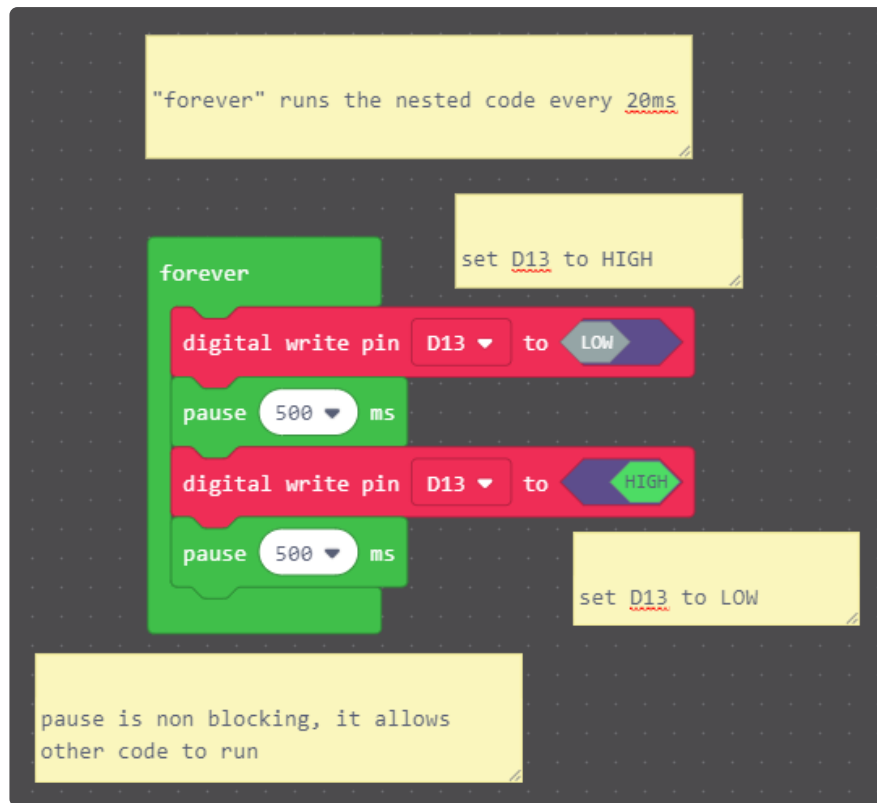 "forever" runs the nested code every 20ms
set D13 to HIGH
forever
digital write pin D13 to LOW
pause 500 ms
digital write pin D13 to HIGH
pause 500 ms
set D13 to LOW
pause is non blocking, it allows
other code to run